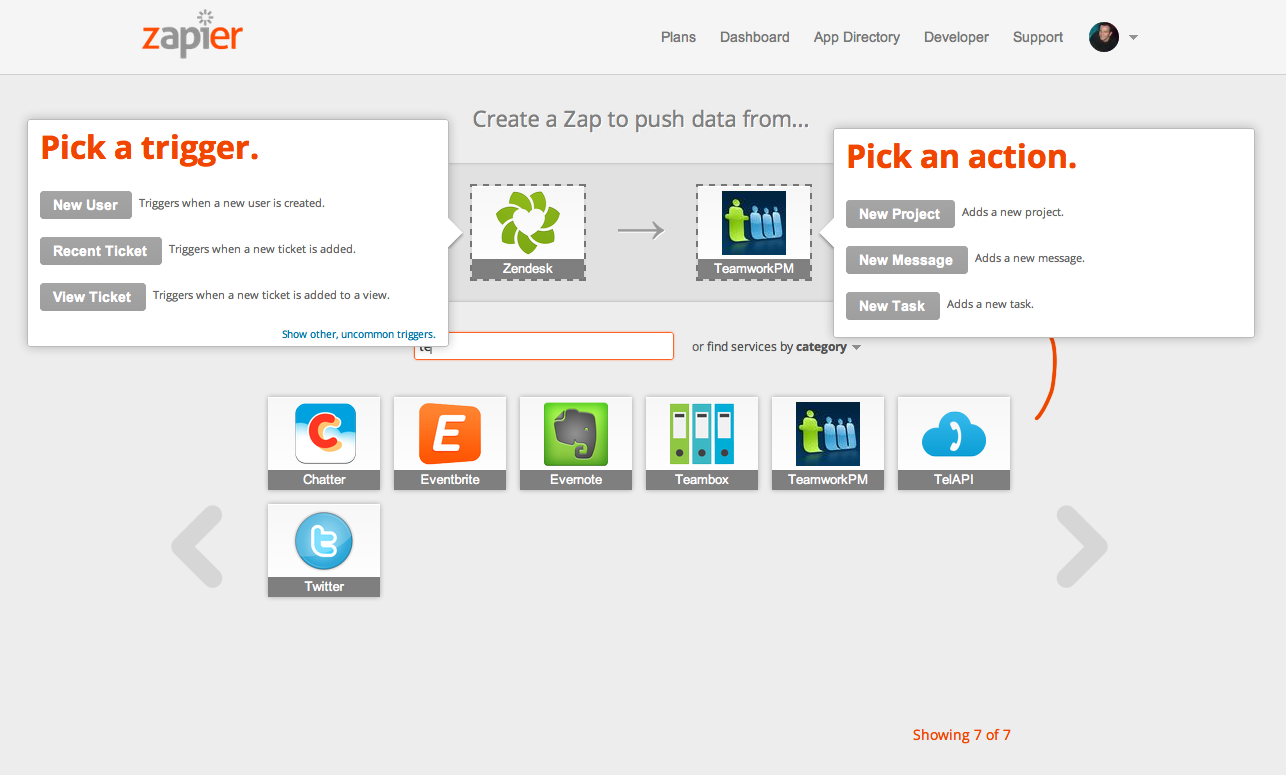 zapier
Plans Dashboard App Directory Developer Support
Create a Zap to push data from...
Pick a trigger.
New User Triggers when a new user is created.
Recent Ticket Triggers when a new ticket is added.
View Ticket Triggers when a new ticket is added to a view.
Show other, uncommon triggers.
Zendesk
TeamworkPM
Pick an action.
New Project Adds a new project.
New Message Adds a new message.
New Task Adds a new task.
te
or find services by category
Chatter Eventbrite Evernote Teambox TeamworkPM TelAPI
Twitter
Showing 7 of 7